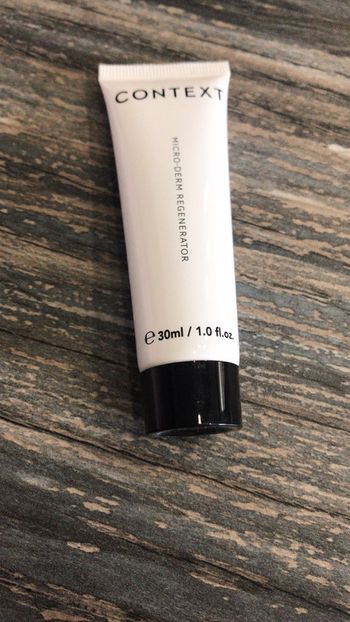 CONTEXT
MICRO-DERM REGENERATOR
e 30ml / 1.0 fl.oz.